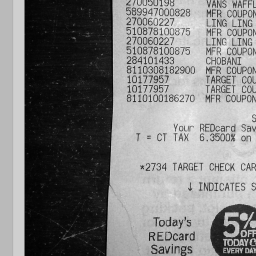 270050198 VANS WAFFL
589947000828 MFR COUPON
270060227 LING LING
510878100875 MFR COUPON
270060227 LING LING
510878100875 MFR COUPON
284101433 CHOBANI
8110308182900 MFR COUPON
10177957 TARGET COU
10177957 TARGET COU
8110100186270 MFR COUPON
S
Your REDcard Sav
T = CT TAX 6.3500% on
*2734 TARGET CHECK CAR
↓ INDICATES S
Today's
REDcard
Savings
5%
OFF
TODAY &
EVERY DAY